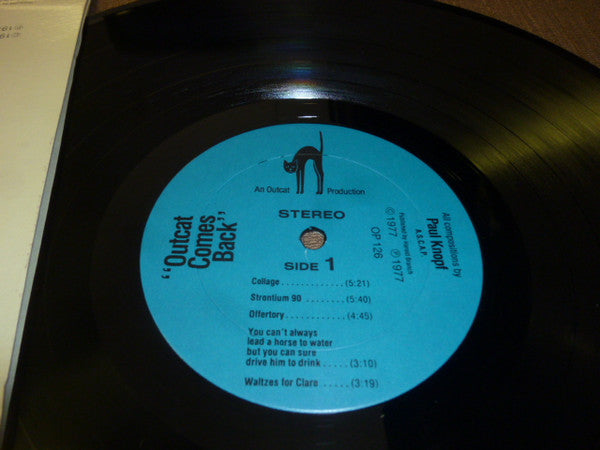 An Outcat Production
STEREO
"Outcat
Comes
Back"
SIDE 1
All compositions by
Paul Knopf
A.S.C.A.P.
©1977 ℗1977
OP 126
Collage.............(5:21)
Strontium 90 ........(5:40)
Offertory ............(4:45)
You can't always
lead a horse to water
but you can sure
drive him to drink .....(3:10)
Waltzes for Clare .....(3:19)